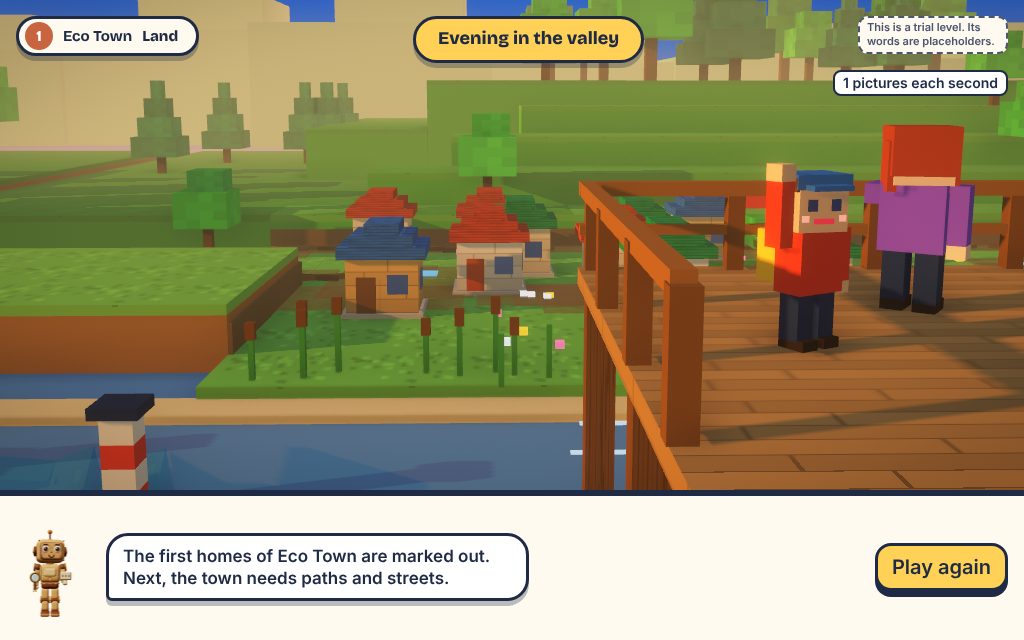 1 Eco Town Land
Evening in the valley
This is a trial level. Its
words are placeholders.
1 pictures each second
The first homes of Eco Town are marked out.
Next, the town needs paths and streets.
Play again